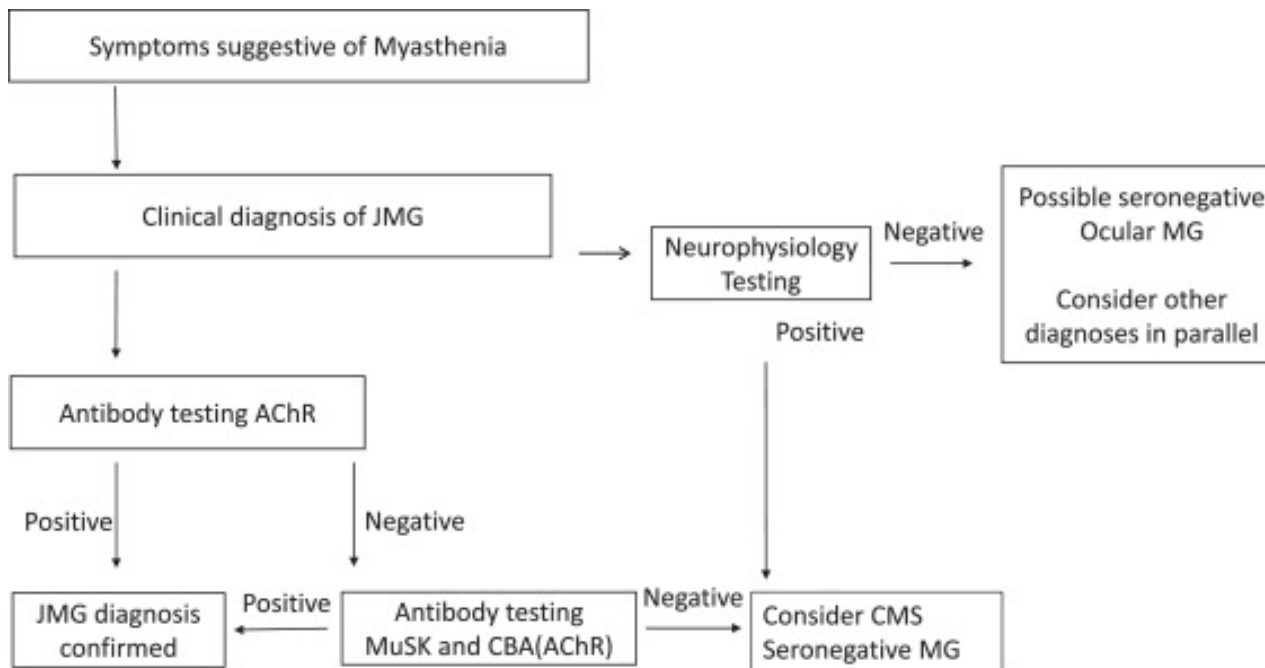 Symptoms suggestive of Myasthenia
Clinical diagnosis of JMG
Neurophysiology
Testing
Negative
Possible seronegative
Ocular MG
Consider other
diagnoses in parallel
Positive
Antibody testing AChR
Positive
Negative
JMG diagnosis
confirmed
Positive
Antibody testing
MuSK and CBA(AChR)
Negative
Consider CMS
Seronegative MG